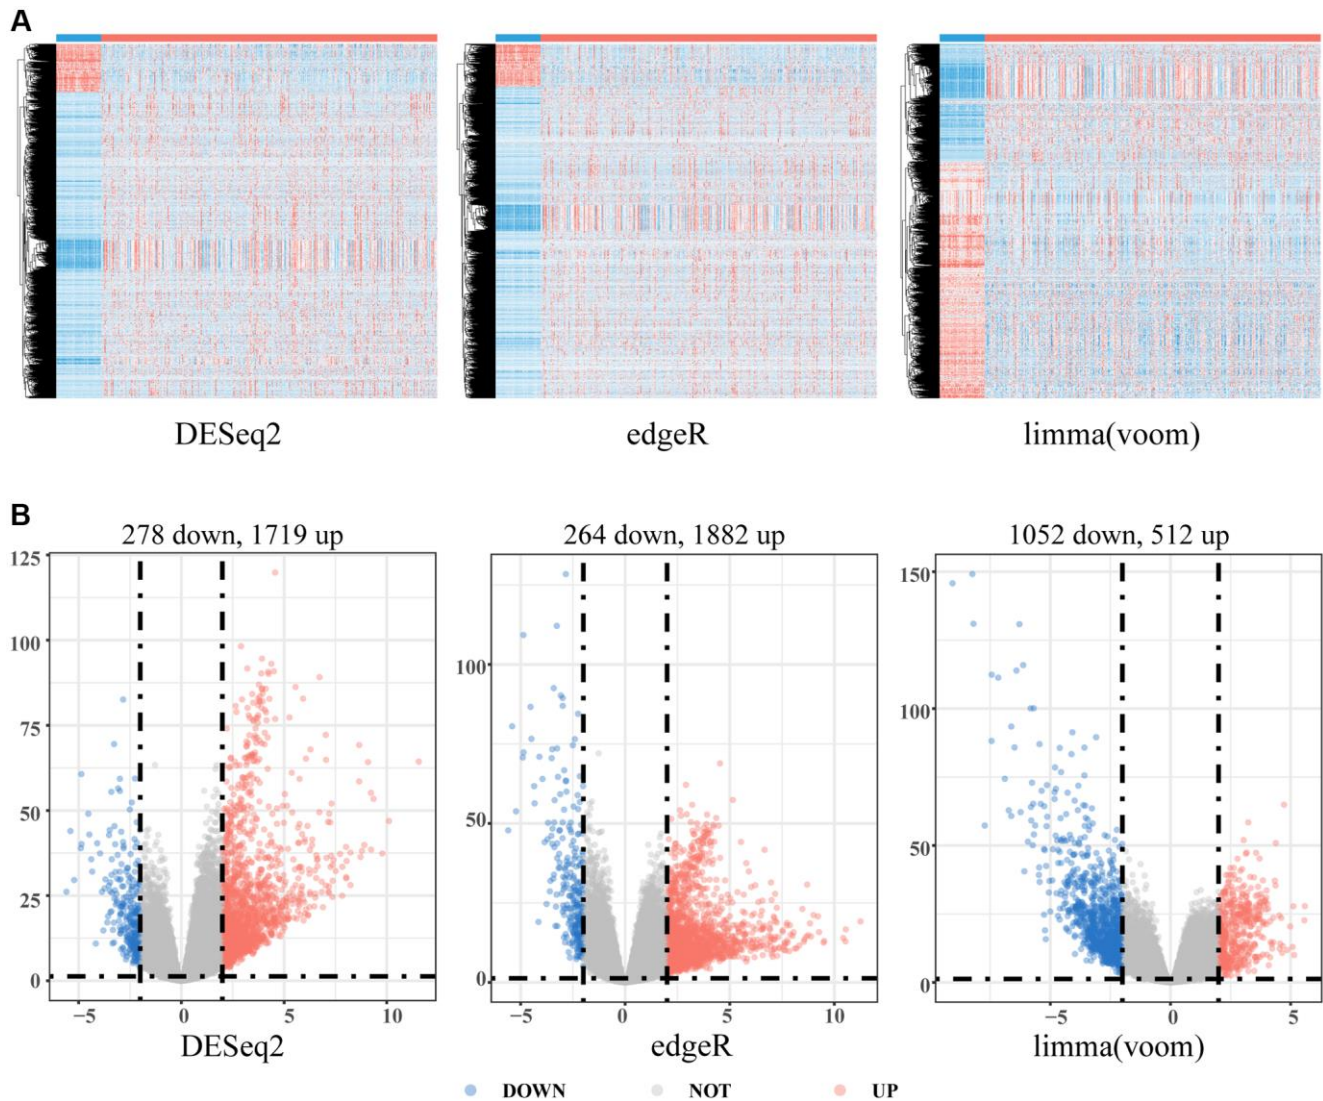 A
DESeq2 edgeR limma(voom)
B
278 down, 1719 up 264 down, 1882 up 1052 down, 512 up
125
100
75
50
25
0
−5 0 5 10
DESeq2
100
50
0
−5 0 5 10
edgeR
150
100
50
0
−5 0 5
limma(voom)
DOWN NOT UP